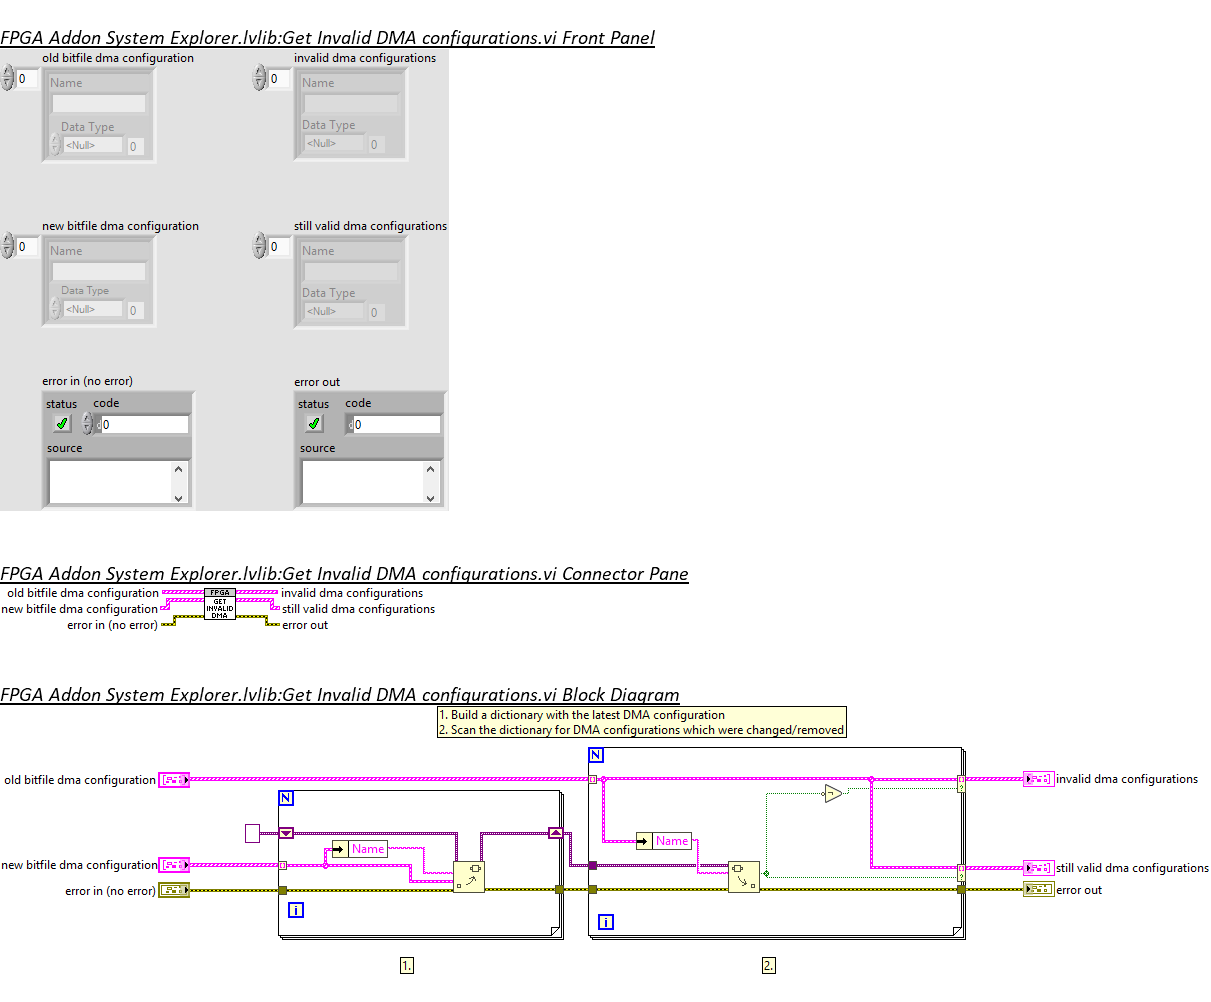 FPGA Addon System Explorer.lvlib:Get Invalid DMA configurations.vi Front Panel
old bitfile dma configuration
invalid dma configurations
0
0
Name
Name
Data Type
Data Type
<Null>
0
<Null>
0
new bitfile dma configuration
still valid dma configurations
0
0
Name
Name
Data Type
Data Type
<Null>
0
<Null>
0
error in (no error)
error out
status
code
status
code
0
0
source
source
FPGA Addon System Explorer.lvlib:Get Invalid DMA configurations.vi Connector Pane
old bitfile dma configuration
FPGA
invalid dma configurations
new bitfile dma configuration
GET
INVALID
DMA
still valid dma configurations
error in (no error)
error out
FPGA Addon System Explorer.lvlib:Get Invalid DMA configurations.vi Block Diagram
1. Build a dictionary with the latest DMA configuration
2. Scan the dictionary for DMA configurations which were changed/removed
N
old bitfile dma configuration
invalid dma configurations
N
?
Name
Name
new bitfile dma configuration
still valid dma configurations
?
error in (no error)
error out
i
i
1.
2.